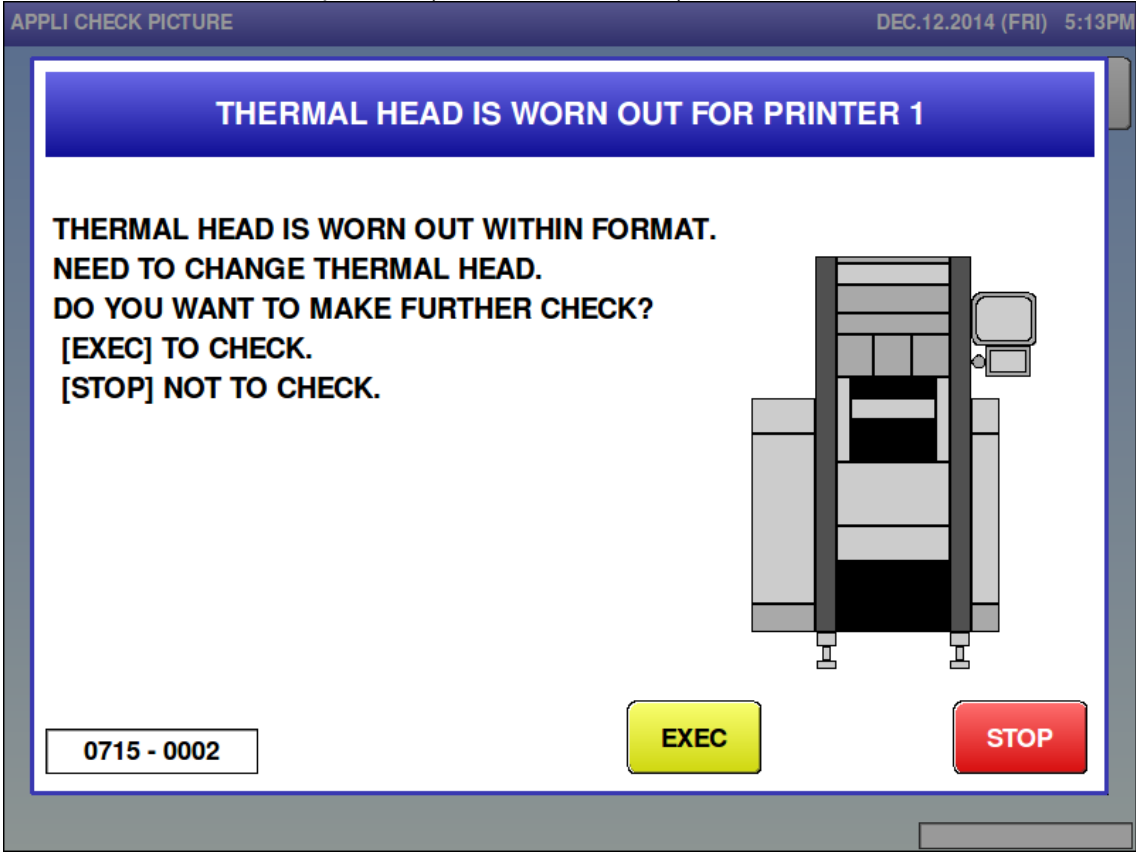 APPLI CHECK PICTURE
DEC.12.2014 (FRI) 5:13PM
THERMAL HEAD IS WORN OUT FOR PRINTER 1
THERMAL HEAD IS WORN OUT WITHIN FORMAT.
NEED TO CHANGE THERMAL HEAD.
DO YOU WANT TO MAKE FURTHER CHECK?
[EXEC] TO CHECK.
[STOP] NOT TO CHECK.
0715 - 0002
EXEC
STOP